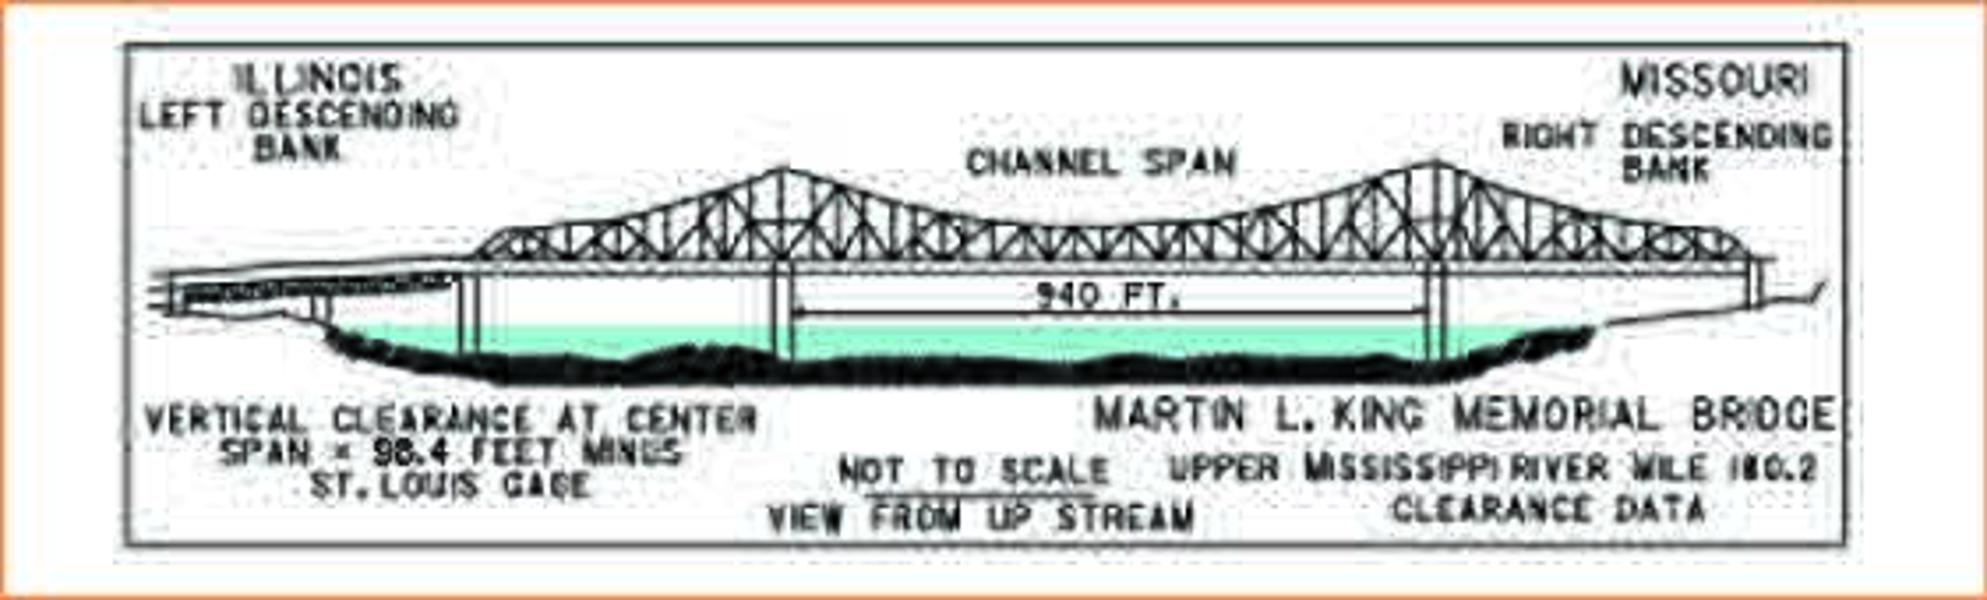 ILLINOIS
LEFT DESCENDING
BANK
MISSOURI
RIGHT DESCENDING
BANK
CHANNEL SPAN
940 FT.
VERTICAL CLEARANCE AT CENTER
SPAN = 98.4 FEET MINUS
ST. LOUIS GAGE
NOT TO SCALE
VIEW FROM UP STREAM
MARTIN L. KING MEMORIAL BRIDGE
UPPER MISSISSIPPI RIVER MILE 180.2
CLEARANCE DATA